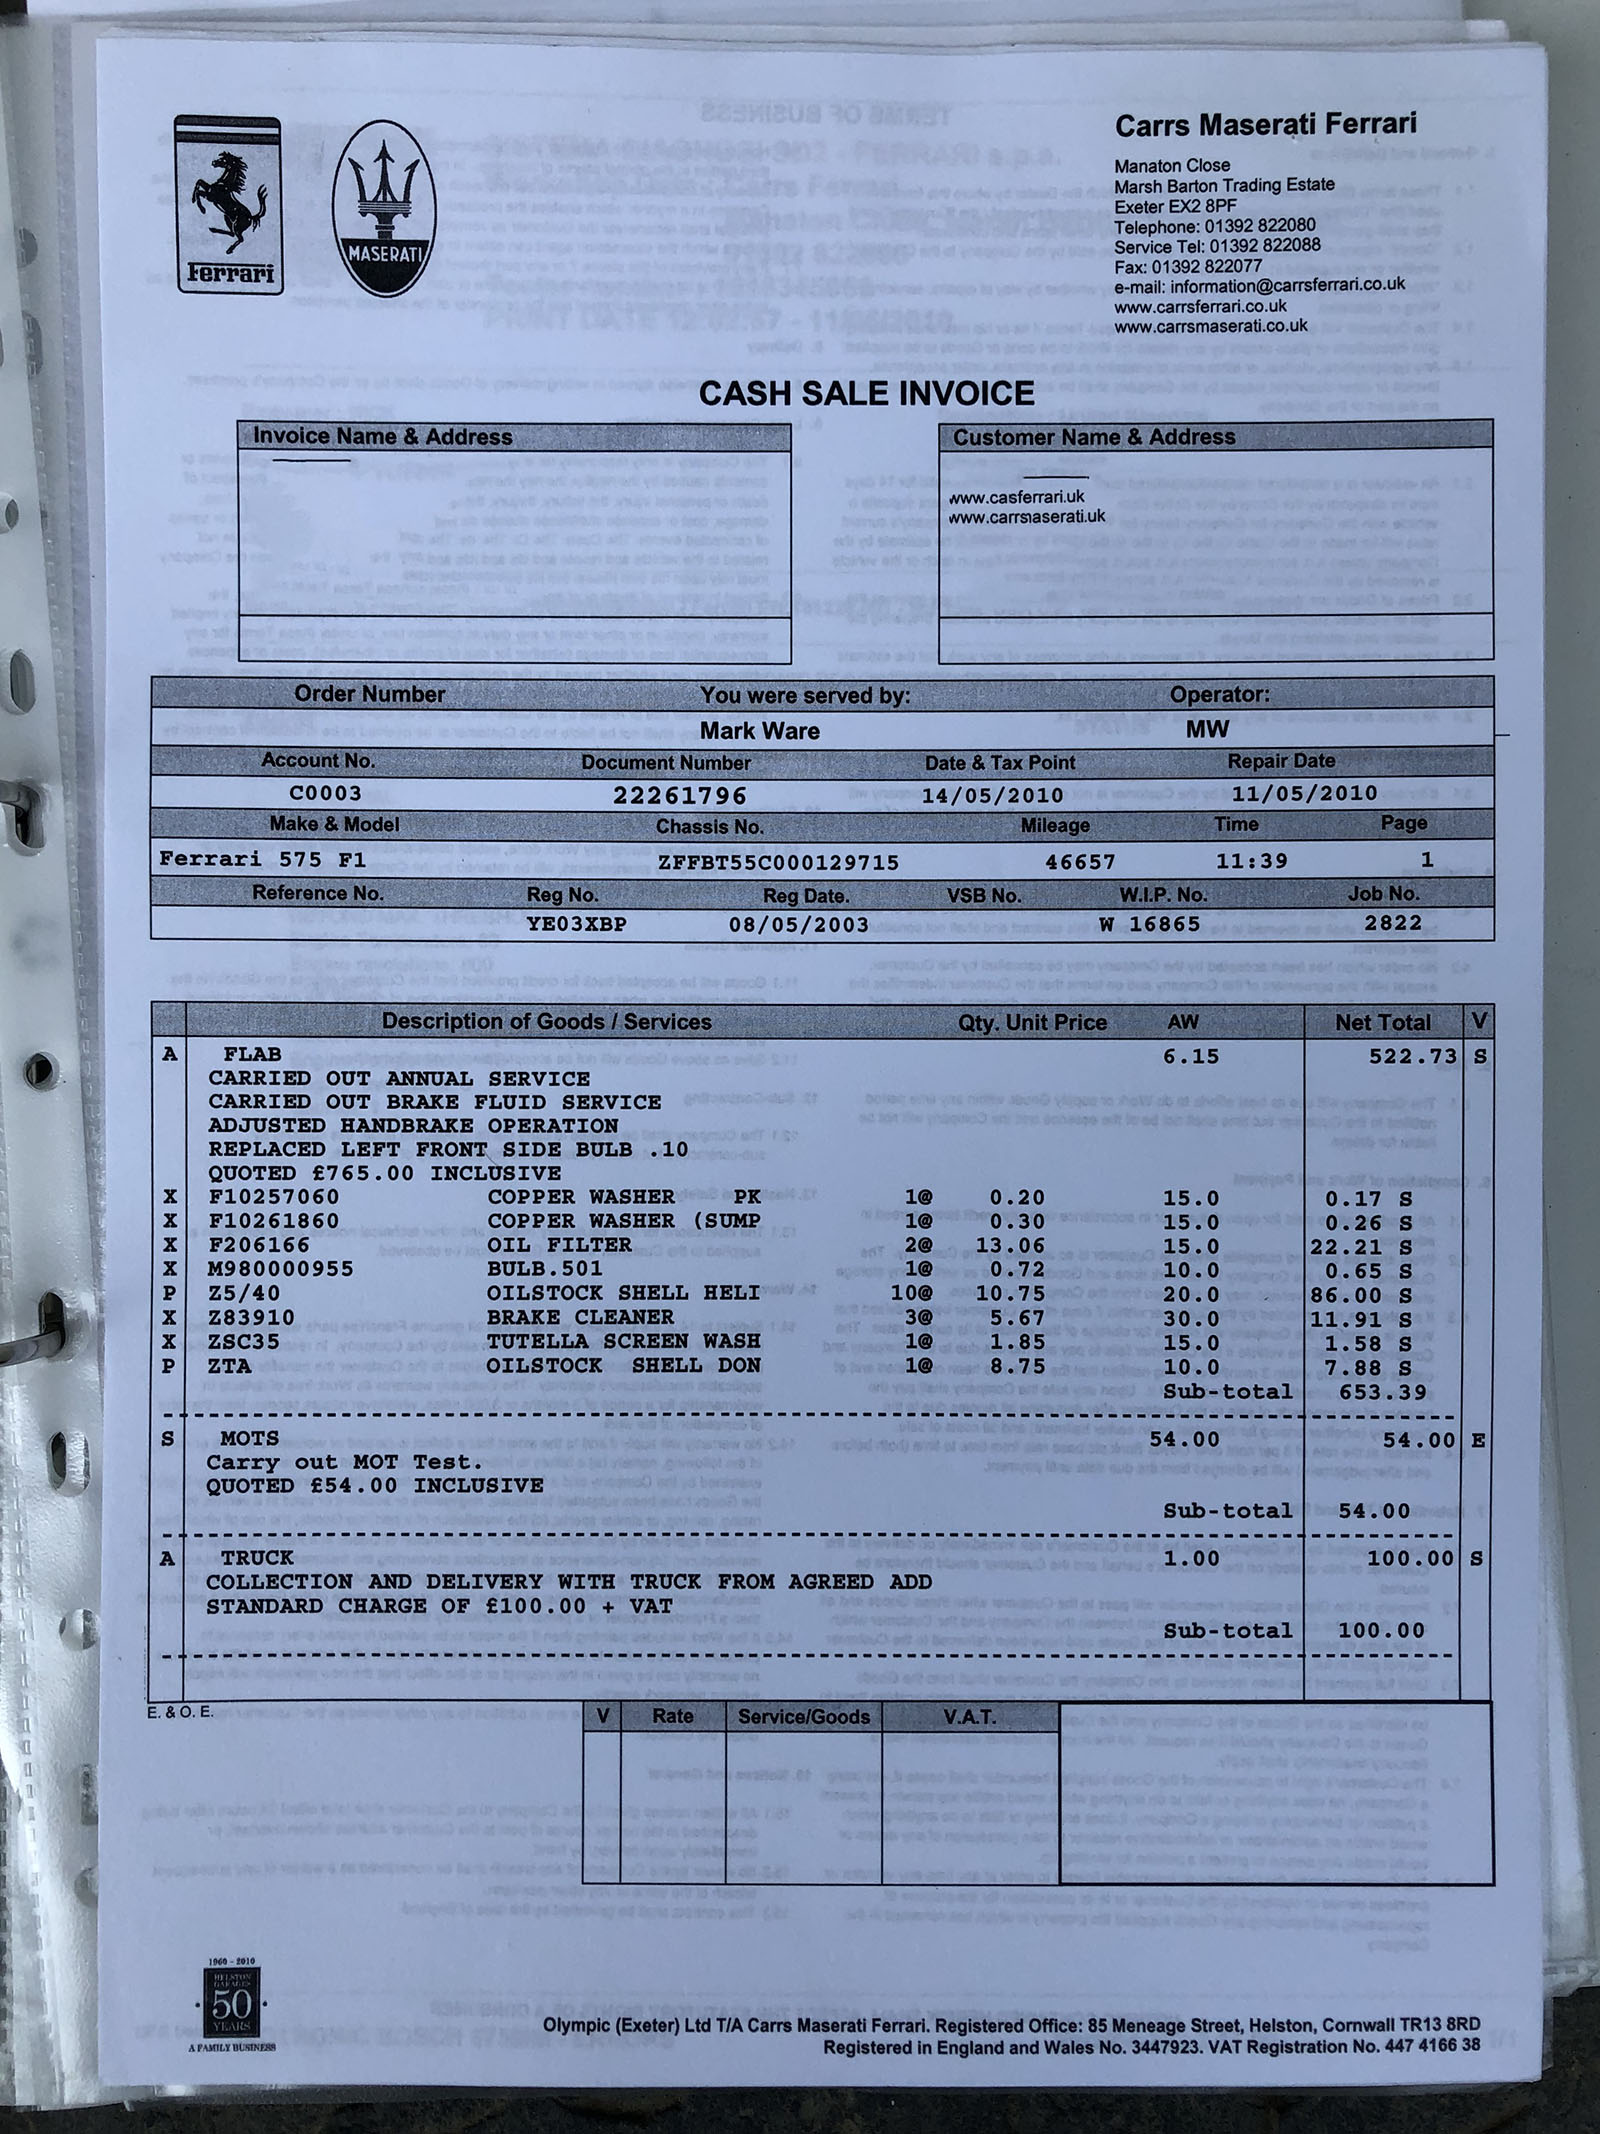 Ferrari
MASERATI
Carrs Maserati Ferrari
Manaton Close
Marsh Barton Trading Estate
Exeter EX2 8PF
Telephone: 01392 822080
Service Tel: 01392 822088
Fax: 01392 822077
e-mail: information@carrsferrari.co.uk
www.carrsferrari.co.uk
www.carrsmaserati.co.uk
CASH SALE INVOICE
Invoice Name & Address
Customer Name & Address
www.casferrari.uk
www.carrsmaserati.uk
Order Number You were served by: Operator:
Mark Ware MW
Account No. Document Number Date & Tax Point Repair Date
C0003 22261796 14/05/2010 11/05/2010
Make & Model Chassis No. Mileage Time Page
Ferrari 575 F1 ZFFBT55C000129715 46657 11:39 1
Reference No. Reg No. Reg Date. VSB No. W.I.P. No. Job No.
YE03XBP 08/05/2003 W 16865 2822
Description of Goods / Services Qty. Unit Price AW Net Total V
A FLAB 6.15 522.73 S
CARRIED OUT ANNUAL SERVICE
CARRIED OUT BRAKE FLUID SERVICE
ADJUSTED HANDBRAKE OPERATION
REPLACED LEFT FRONT SIDE BULB .10
QUOTED £765.00 INCLUSIVE
X F10257060 COPPER WASHER PK 1@ 0.20 15.0 0.17 S
X F10261860 COPPER WASHER (SUMP 1@ 0.30 15.0 0.26 S
X F206166 OIL FILTER 2@ 13.06 15.0 22.21 S
X M980000955 BULB.501 1@ 0.72 10.0 0.65 S
P Z5/40 OILSTOCK SHELL HELI 10@ 10.75 20.0 86.00 S
X Z83910 BRAKE CLEANER 3@ 5.67 30.0 11.91 S
X ZSC35 TUTELLA SCREEN WASH 1@ 1.85 15.0 1.58 S
P ZTA OILSTOCK SHELL DON 1@ 8.75 10.0 7.88 S
Sub-total 653.39
S MOTS 54.00 54.00 E
Carry out MOT Test.
QUOTED £54.00 INCLUSIVE
Sub-total 54.00
A TRUCK 1.00 100.00 S
COLLECTION AND DELIVERY WITH TRUCK FROM AGREED ADD
STANDARD CHARGE OF £100.00 + VAT
Sub-total 100.00
E. & O. E.
V Rate Service/Goods V.A.T.
1960 - 2010
HELSTON
GARAGES
50
YEARS
A FAMILY BUSINESS
Olympic (Exeter) Ltd T/A Carrs Maserati Ferrari. Registered Office: 85 Meneage Street, Helston, Cornwall TR13 8RD
Registered in England and Wales No. 3447923. VAT Registration No. 447 4166 38